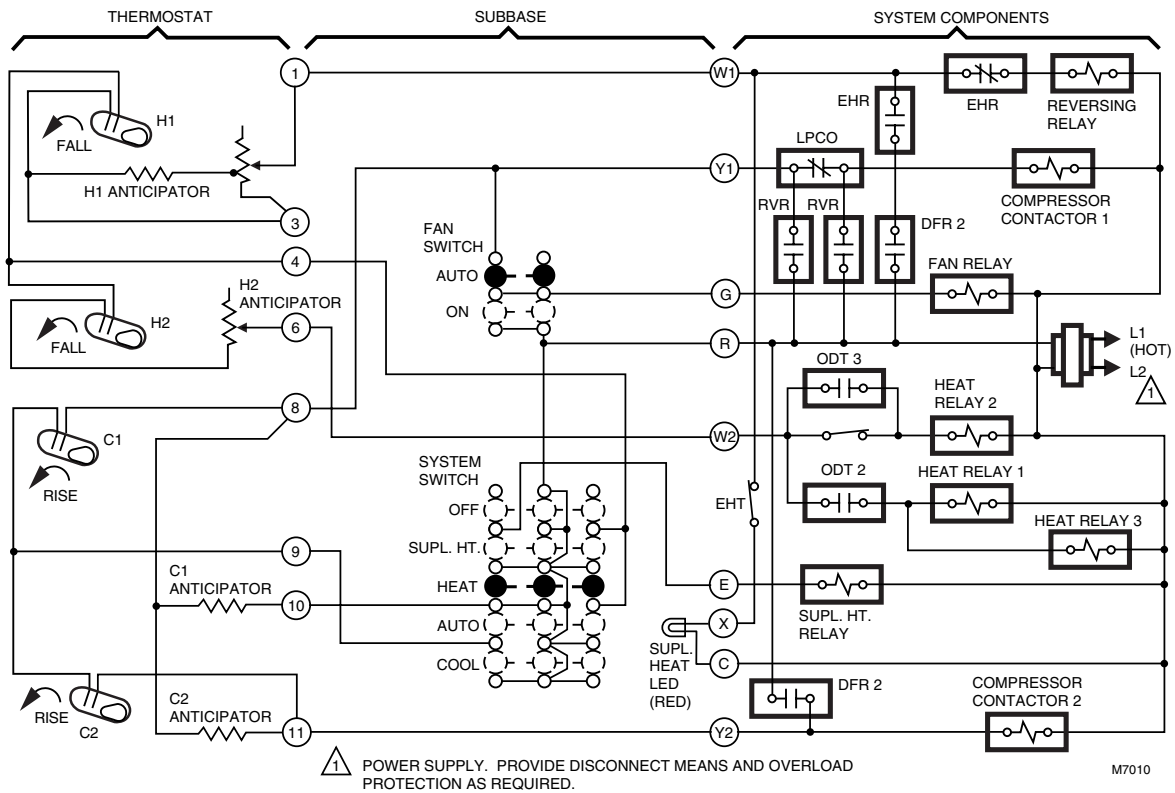 THERMOSTAT
SUBBASE
SYSTEM COMPONENTS
1
W1
EHR
REVERSING
RELAY
H1
FALL
EHR
LPCO
H1 ANTICIPATOR
Y1
COMPRESSOR
CONTACTOR 1
3
RVR
RVR
DFR 2
FAN
SWITCH
4
AUTO
FAN RELAY
H2
ANTICIPATOR
G
H2
FALL
6
ON
R
L1
(HOT)
L2
1
ODT 3
HEAT
RELAY 2
8
W2
C1
RISE
SYSTEM
SWITCH
OFF
SUPL. HT.
HEAT
AUTO
COOL
ODT 2
HEAT RELAY 1
EHT
HEAT RELAY 3
9
C1
ANTICIPATOR
10
E
SUPL. HT.
RELAY
X
SUPL.
HEAT
LED
(RED)
C
RISE
C2
C2
ANTICIPATOR
11
DFR 2
COMPRESSOR
CONTACTOR 2
Y2
1 POWER SUPPLY. PROVIDE DISCONNECT MEANS AND OVERLOAD
PROTECTION AS REQUIRED.
M7010